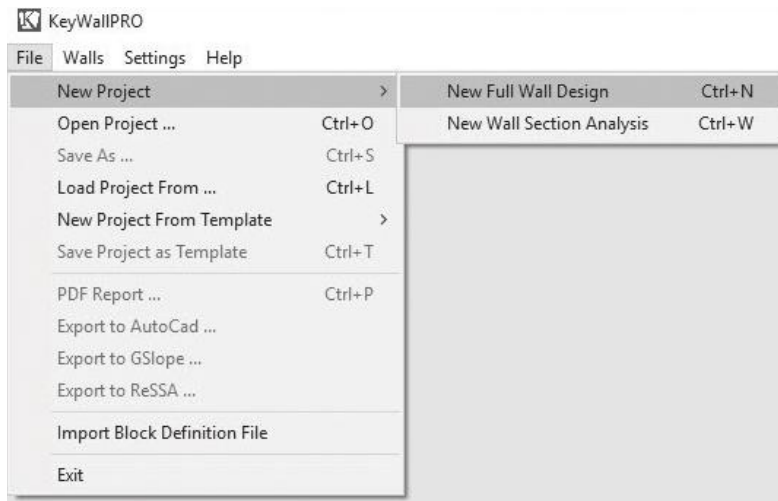 KeyWallPRO
File Walls Settings Help
New Project > New Full Wall Design Ctrl+N
Open Project ... Ctrl+O New Wall Section Analysis Ctrl+W
Save As ... Ctrl+S
Load Project From ... Ctrl+L
New Project From Template >
Save Project as Template Ctrl+T
PDF Report ... Ctrl+P
Export to AutoCad ...
Export to GSlope ...
Export to ReSSA ...
Import Block Definition File
Exit